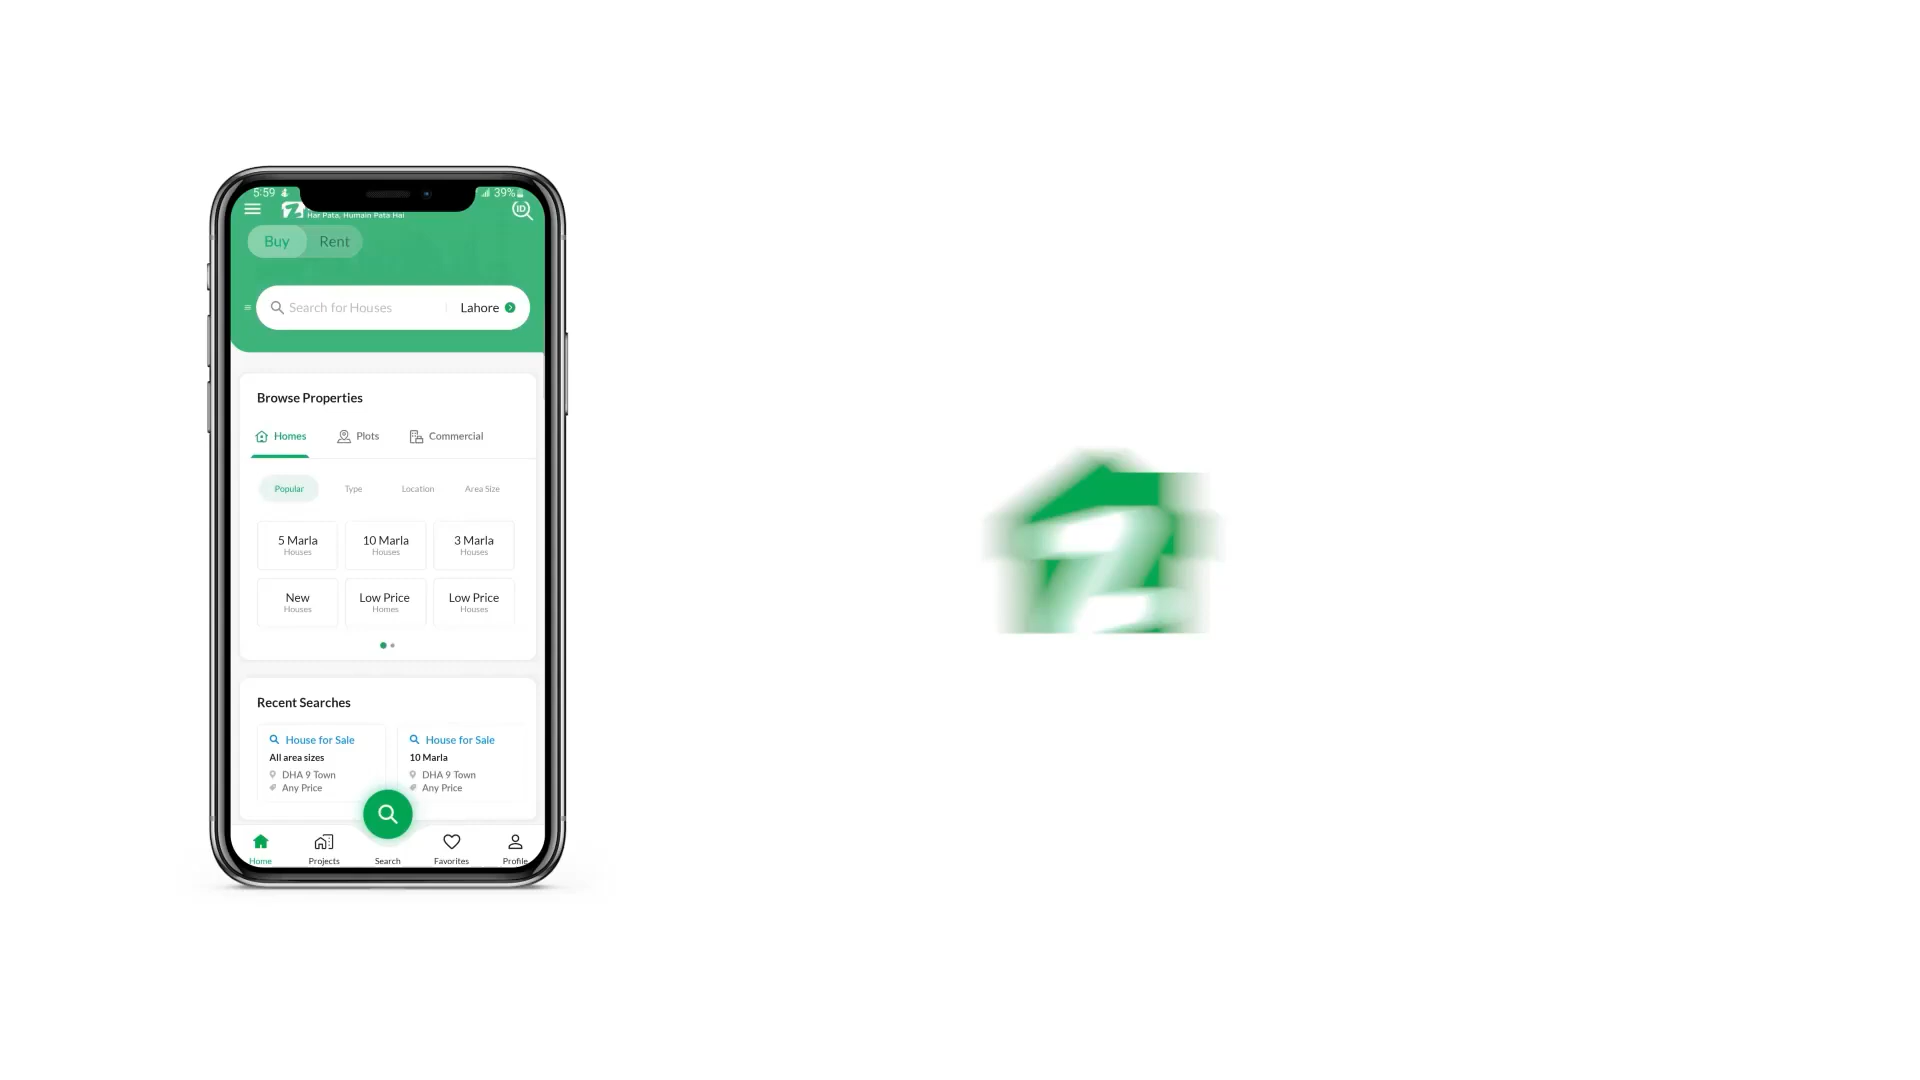 5:59 39%
Har Pata, Humain Pata Hai
ID
Buy Rent
Search for Houses Lahore
Browse Properties
Homes Plots Commercial
Popular Type Location Area Size
5 Marla 10 Marla 3 Marla
Houses Houses Houses
New Low Price Low Price
Houses Homes Houses
Recent Searches
House for Sale House for Sale
All area sizes 10 Marla
DHA 9 Town DHA 9 Town
Any Price Any Price
Home Projects Search Favorites Profile
Z